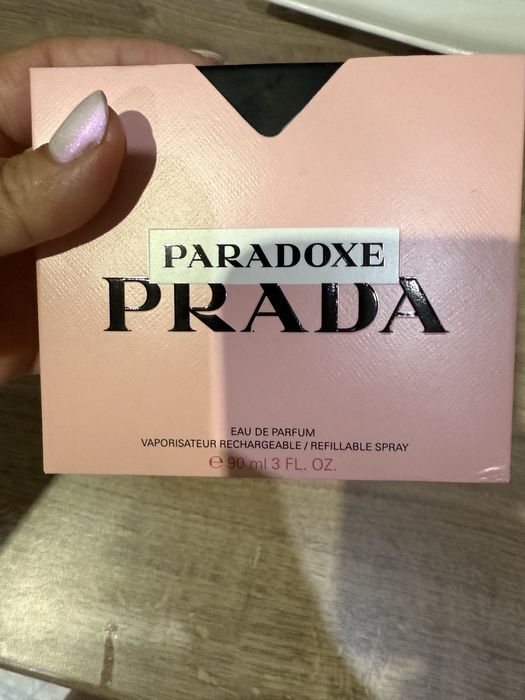 PARADOXE
PRADA
EAU DE PARFUM
VAPORISATEUR RECHARGEABLE / REFILLABLE SPRAY
℮ 90 ml 3 FL. OZ.